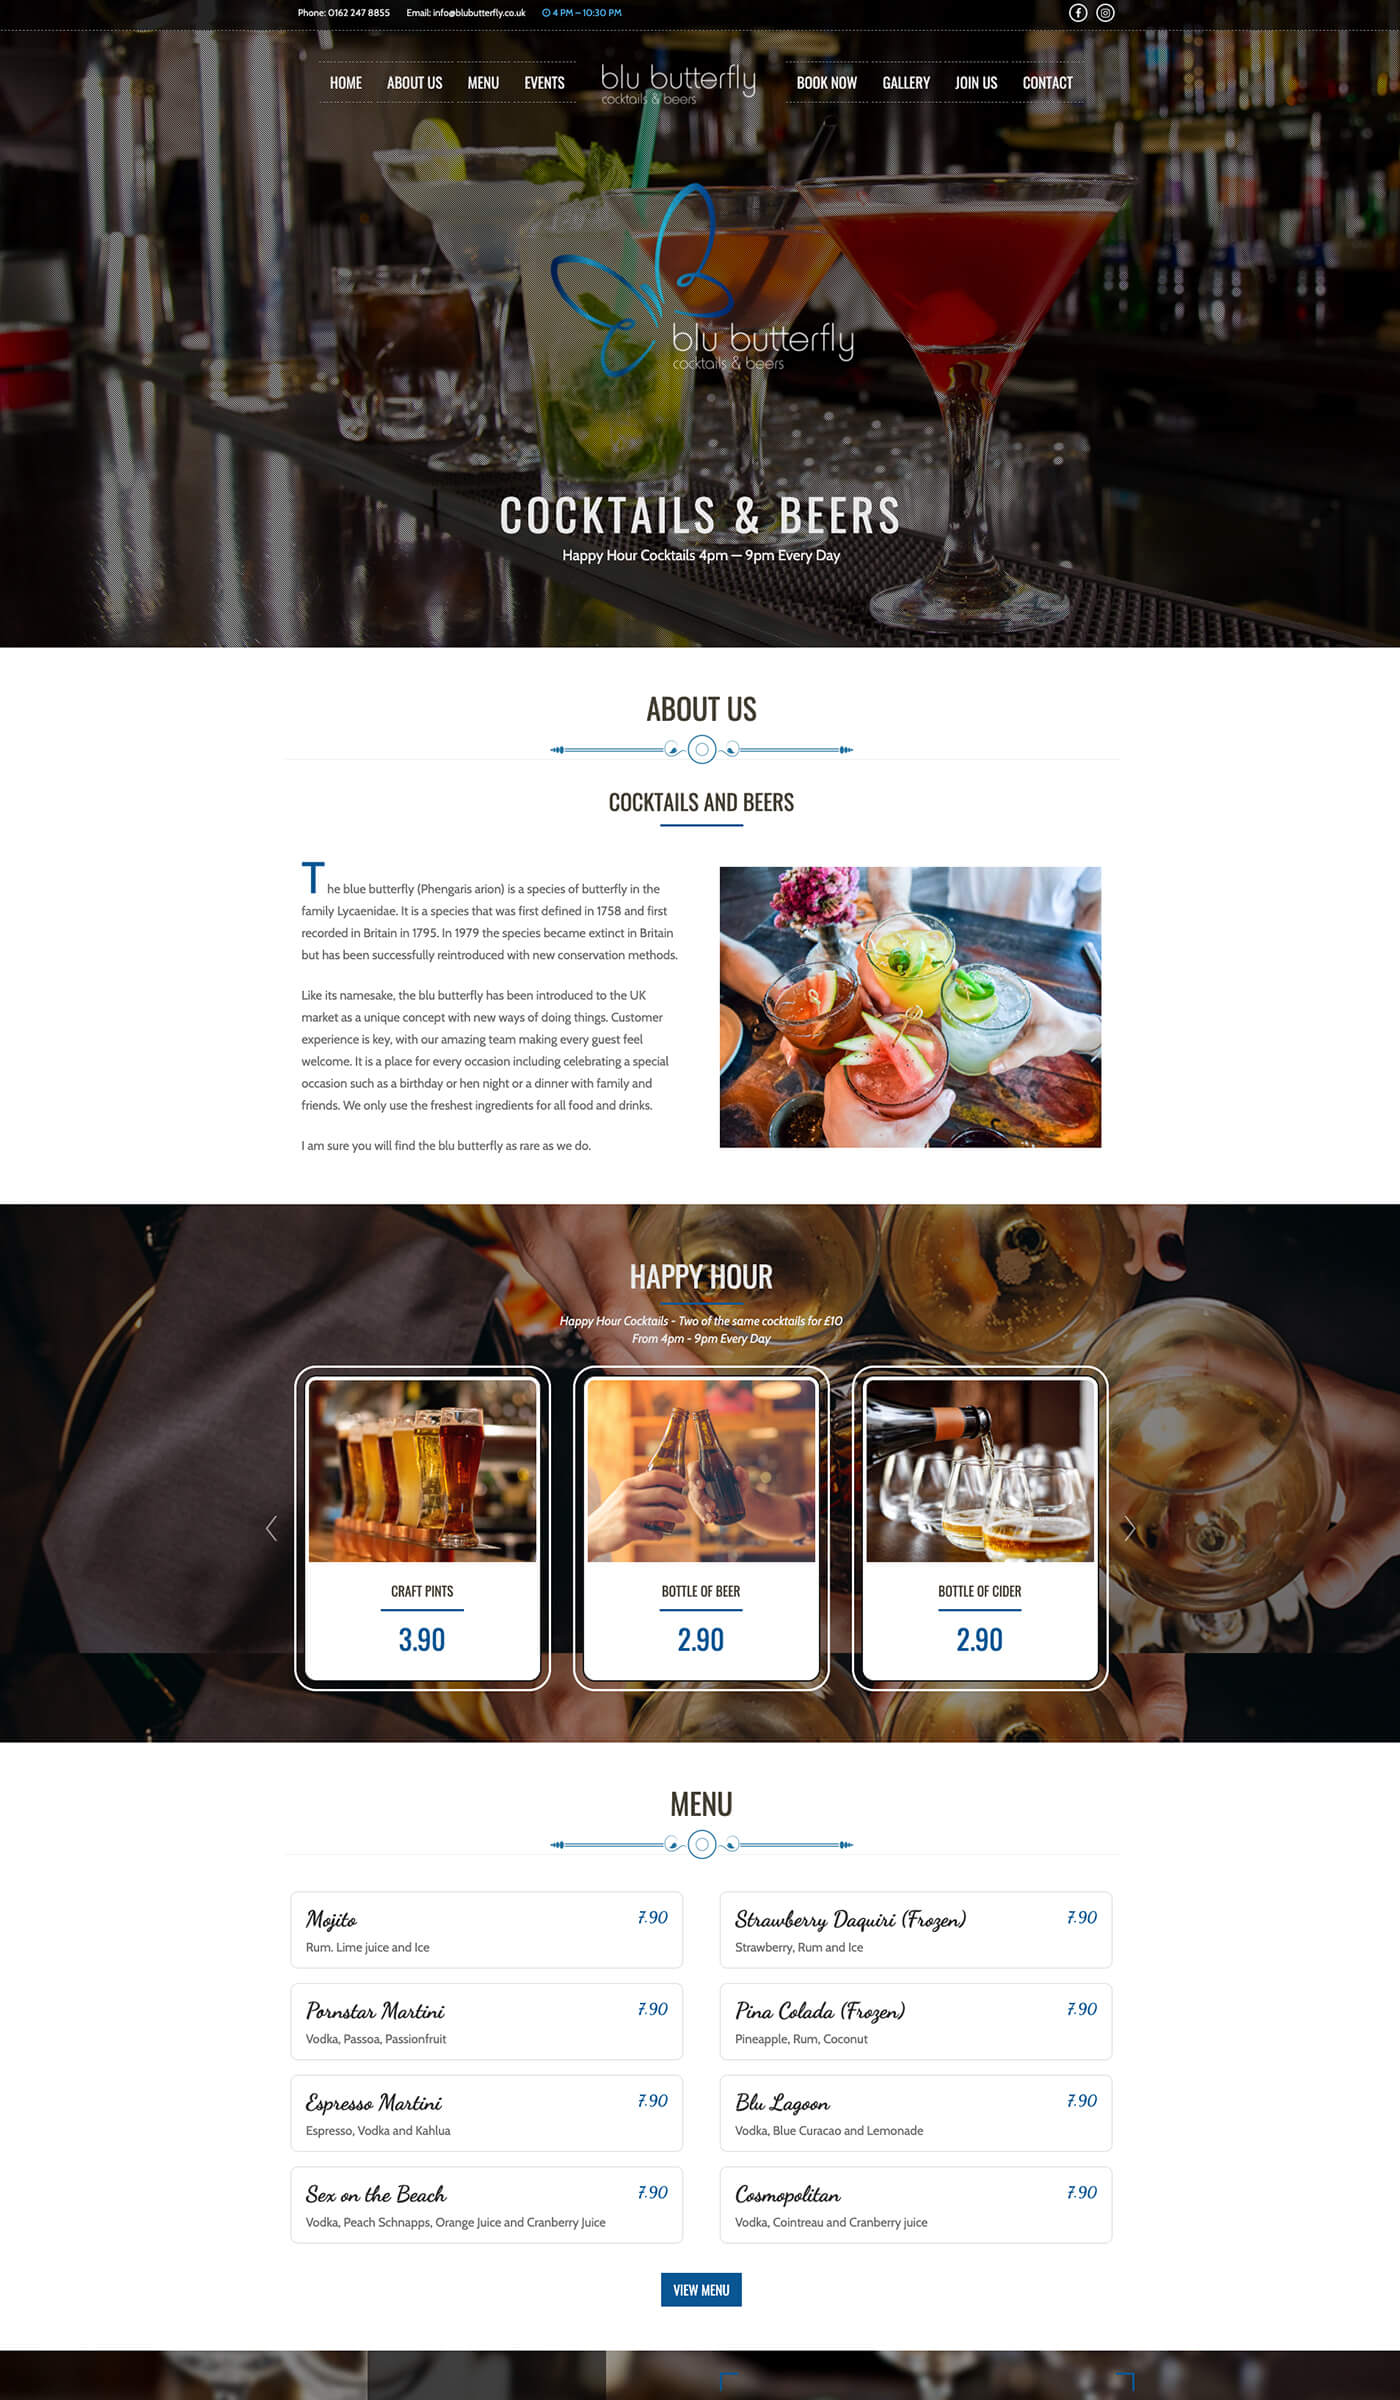 Phone: 0162 247 8855 Email: info@blubutterfly.co.uk 4 PM – 10:30 PM
HOME ABOUT US MENU EVENTS blu butterfly BOOK NOW GALLERY JOIN US CONTACT
cocktails & beers
blu butterfly
cocktails & beers
COCKTAILS & BEERS
Happy Hour Cocktails 4pm — 9pm Every Day
ABOUT US
COCKTAILS AND BEERS
The blue butterfly (Phengaris arion) is a species of butterfly in the
family Lycaenidae. It is a species that was first defined in 1758 and first
recorded in Britain in 1795. In 1979 the species became extinct in Britain
but has been successfully reintroduced with new conservation methods.
Like its namesake, the blu butterfly has been introduced to the UK
market as a unique concept with new ways of doing things. Customer
experience is key, with our amazing team making every guest feel
welcome. It is a place for every occasion including celebrating a special
occasion such as a birthday or hen night or a dinner with family and
friends. We only use the freshest ingredients for all food and drinks.
I am sure you will find the blu butterfly as rare as we do.
HAPPY HOUR
Happy Hour Cocktails - Two of the same cocktails for £10
From 4pm - 9pm Every Day
CRAFT PINTS
3.90
BOTTLE OF BEER
2.90
BOTTLE OF CIDER
2.90
MENU
Mojito 7.90
Rum. Lime juice and Ice
Strawberry Daquiri (Frozen) 7.90
Strawberry, Rum and Ice
Pornstar Martini 7.90
Vodka, Passoa, Passionfruit
Pina Colada (Frozen) 7.90
Pineapple, Rum, Coconut
Espresso Martini 7.90
Espresso, Vodka and Kahlua
Blu Lagoon 7.90
Vodka, Blue Curacao and Lemonade
Sex on the Beach 7.90
Vodka, Peach Schnapps, Orange Juice and Cranberry Juice
Cosmopolitan 7.90
Vodka, Cointreau and Cranberry juice
VIEW MENU